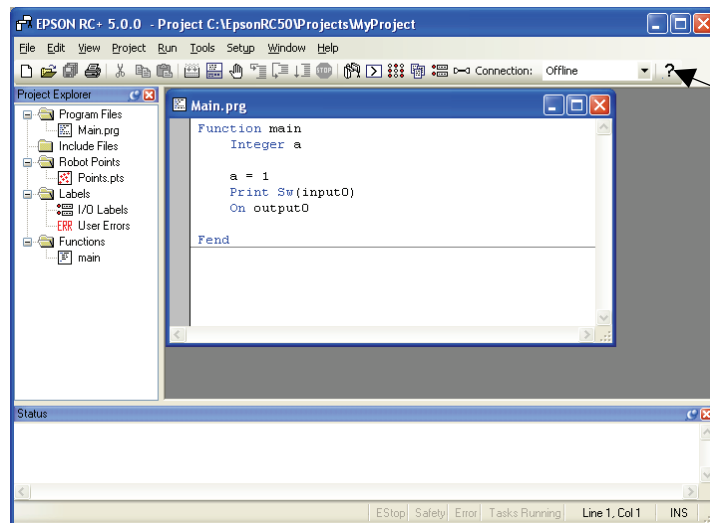 EPSON RC+ 5.0.0 - Project C:\EpsonRC50\Projects\MyProject
File Edit View Project Run Tools Setup Window Help
STOP Connection: Offline ?
Project Explorer
Main.prg
Program Files
Main.prg
Include Files
Robot Points
Points.pts
Labels
I/O Labels
ERR User Errors
Functions
main
Function main
Integer a
a = 1
Print Sw(input0)
On output0
Fend
Status
EStop Safety Error Tasks Running Line 1, Col 1 INS